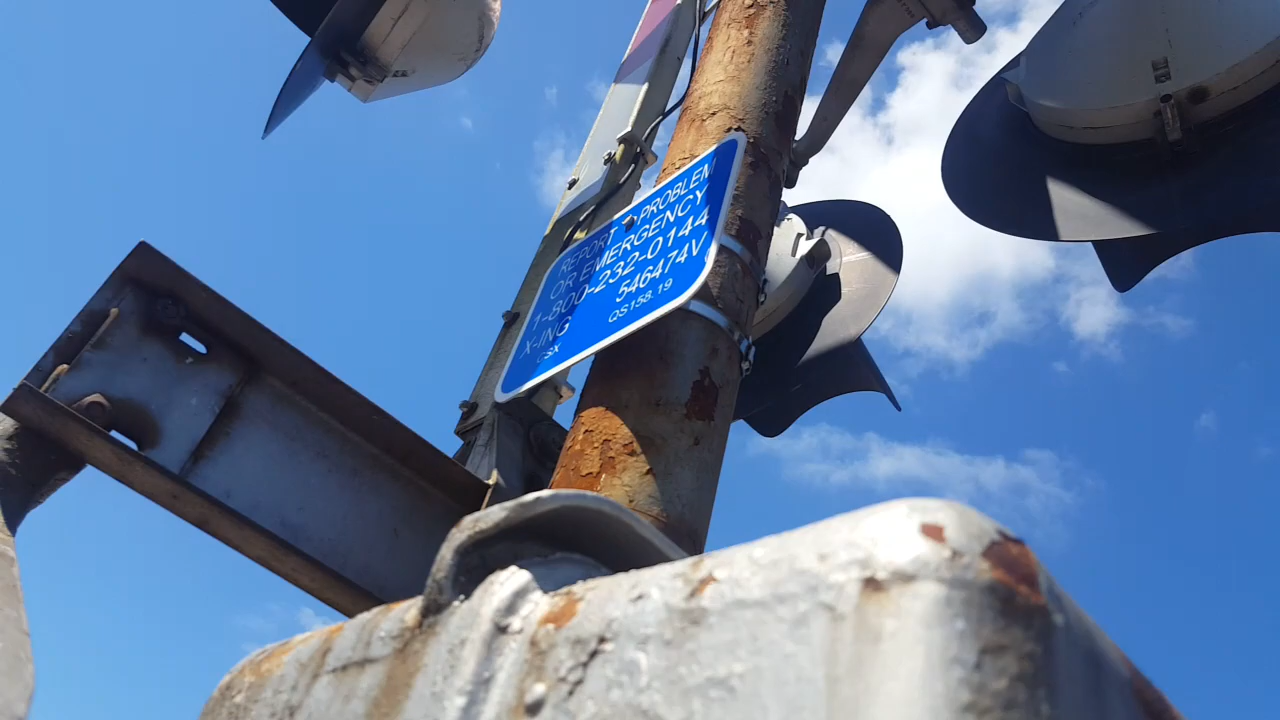 REPORT PROBLEM
OR EMERGENCY
1-800-232-0144
X-ING 546474V
CSX QS158.19